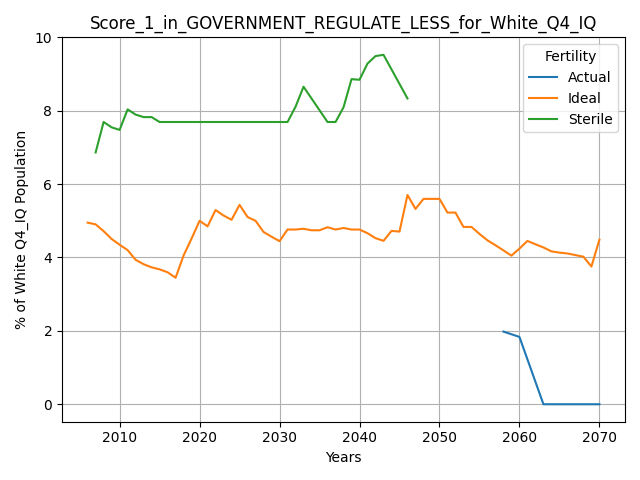 Score_1_in_GOVERNMENT_REGULATE_LESS_for_White_Q4_IQ
Fertility
Actual
Ideal
Sterile
% of White Q4_IQ Population
10
8
6
4
2
0
2010
2020
2030
2040
2050
2060
2070
Years